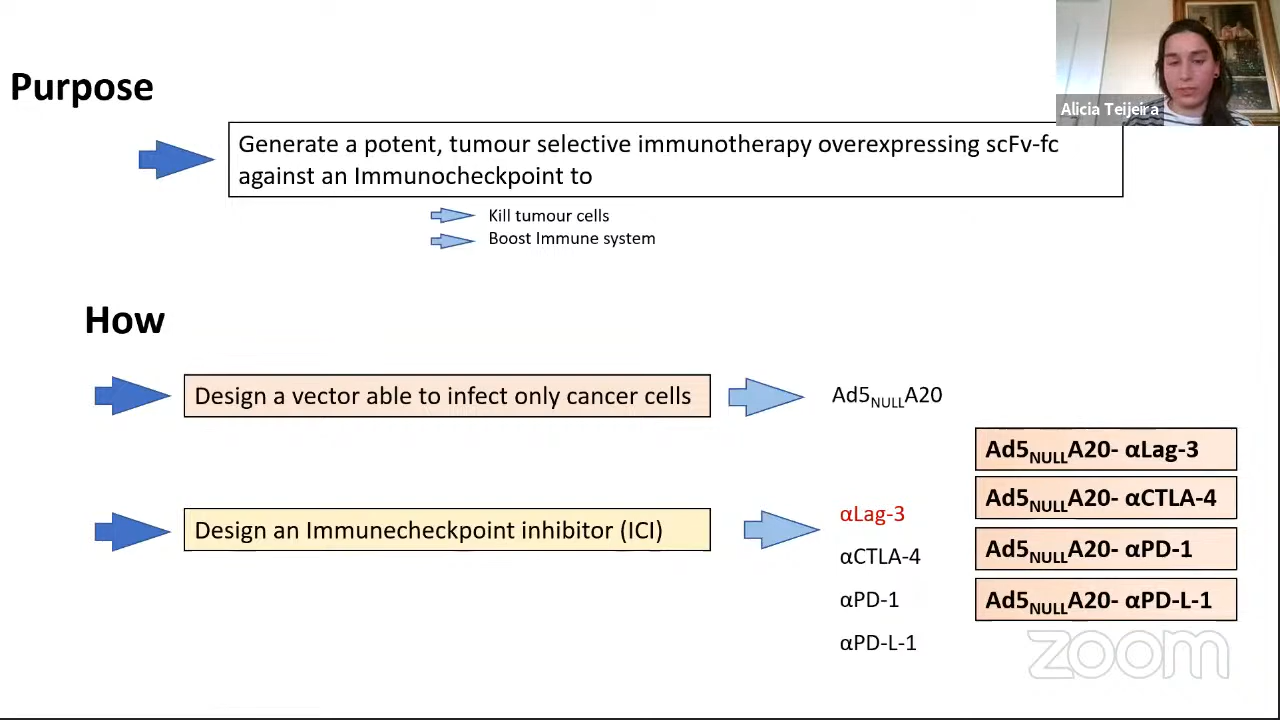 Purpose
Alicia Teijeira
Generate a potent, tumour selective immunotherapy overexpressing scFv-fc
against an Immunocheckpoint to
Kill tumour cells
Boost Immune system
How
Design a vector able to infect only cancer cells
Ad5NULLA20
Design an Immunecheckpoint inhibitor (ICI)
αLag-3
αCTLA-4
αPD-1
αPD-L-1
Ad5NULLA20- αLag-3
Ad5NULLA20- αCTLA-4
Ad5NULLA20- αPD-1
Ad5NULLA20- αPD-L-1
zoom